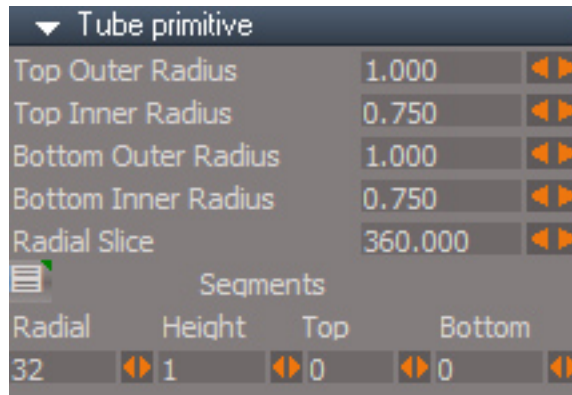 Tube primitive
Top Outer Radius 1.000
Top Inner Radius 0.750
Bottom Outer Radius 1.000
Bottom Inner Radius 0.750
Radial Slice 360.000
Segments
Radial Height Top Bottom
32 1 0 0